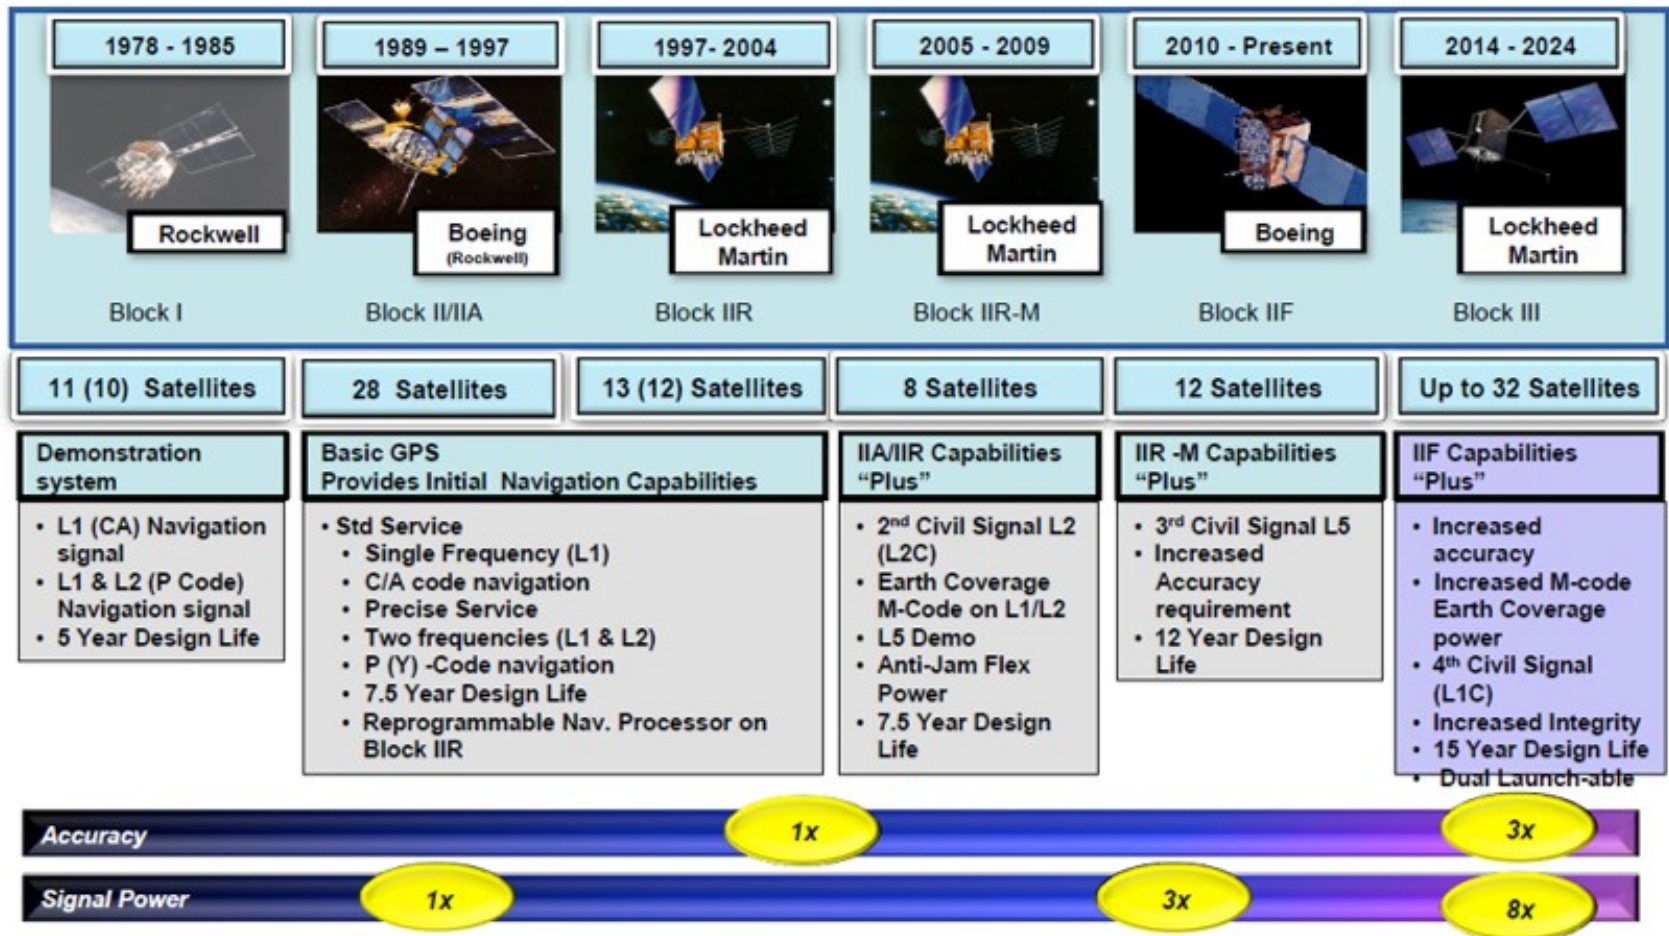 1978 - 1985
1989 – 1997
1997- 2004
2005 - 2009
2010 - Present
2014 - 2024
Rockwell
Boeing
(Rockwell)
Lockheed
Martin
Lockheed
Martin
Boeing
Lockheed
Martin
Block I
Block II/IIA
Block IIR
Block IIR-M
Block IIF
Block III
11 (10) Satellites
28 Satellites
13 (12) Satellites
8 Satellites
12 Satellites
Up to 32 Satellites
Demonstration
system
• L1 (CA) Navigation
signal
• L1 & L2 (P Code)
Navigation signal
• 5 Year Design Life
Basic GPS
Provides Initial Navigation Capabilities
• Std Service
• Single Frequency (L1)
• C/A code navigation
• Precise Service
• Two frequencies (L1 & L2)
• P (Y) -Code navigation
• 7.5 Year Design Life
• Reprogrammable Nav. Processor on
Block IIR
IIA/IIR Capabilities
“Plus”
• 2nd Civil Signal L2
(L2C)
• Earth Coverage
M-Code on L1/L2
• L5 Demo
• Anti-Jam Flex
Power
• 7.5 Year Design
Life
IIR -M Capabilities
“Plus”
• 3rd Civil Signal L5
• Increased
Accuracy
requirement
• 12 Year Design
Life
IIF Capabilities
“Plus”
• Increased
accuracy
• Increased M-code
Earth Coverage
power
• 4th Civil Signal
(L1C)
• Increased Integrity
• 15 Year Design Life
• Dual Launch-able
Accuracy
1x
3x
Signal Power
1x
3x
8x